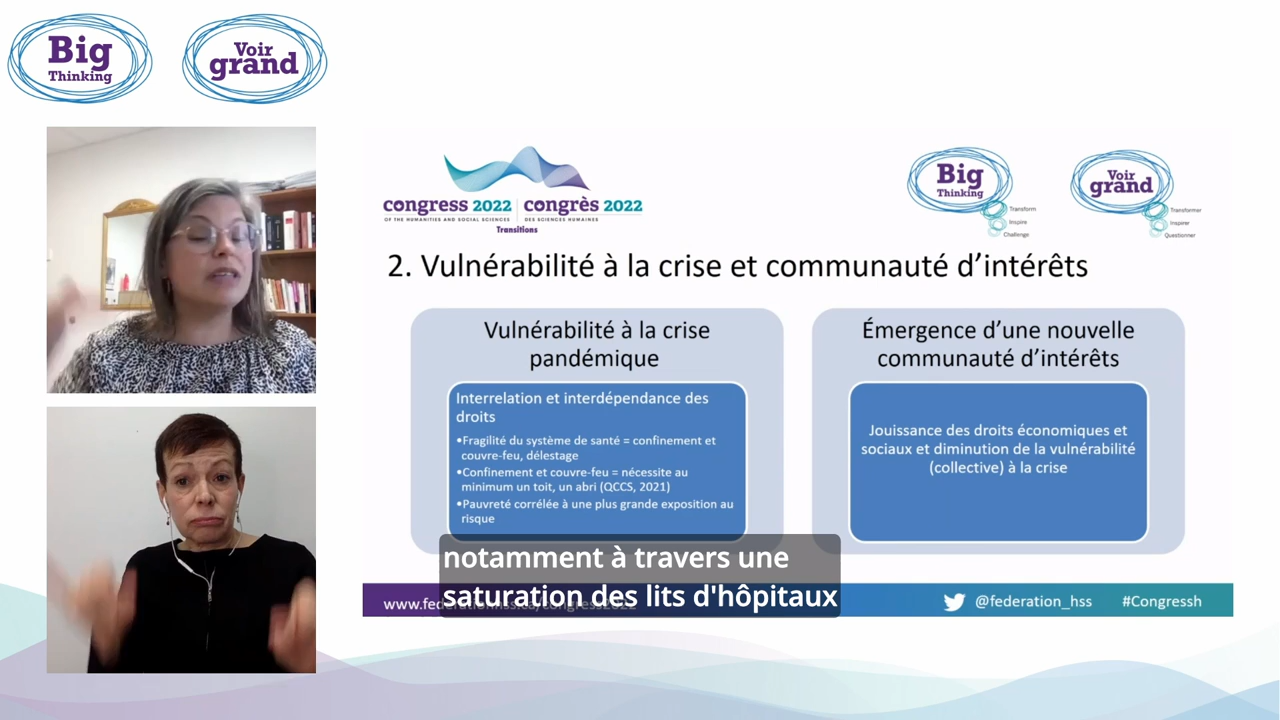 Big
Thinking
Voir
grand
congress 2022
OF THE HUMANITIES AND SOCIAL SCIENCES
congrès 2022
DES SCIENCES HUMAINES
Transitions
Big
Thinking
Transform
Inspire
Challenge
Voir
grand
Transformer
Inspirer
Questionner
2. Vulnérabilité à la crise et communauté d’intérêts
Vulnérabilité à la crise
pandémique
Interrelation et interdépendance des
droits
•Fragilité du système de santé = confinement et
couvre-feu, délestage
•Confinement et couvre-feu = nécessite au
minimum un toit, un abri (QCCS, 2021)
•Pauvreté corrélée à une plus grande exposition au
risque
Émergence d’une nouvelle
communauté d’intérêts
Jouissance des droits économiques et
sociaux et diminution de la vulnérabilité
(collective) à la crise
notamment à travers une
saturation des lits d'hôpitaux
www.federationhss.ca/congress2022
@federation_hss
#Congressh